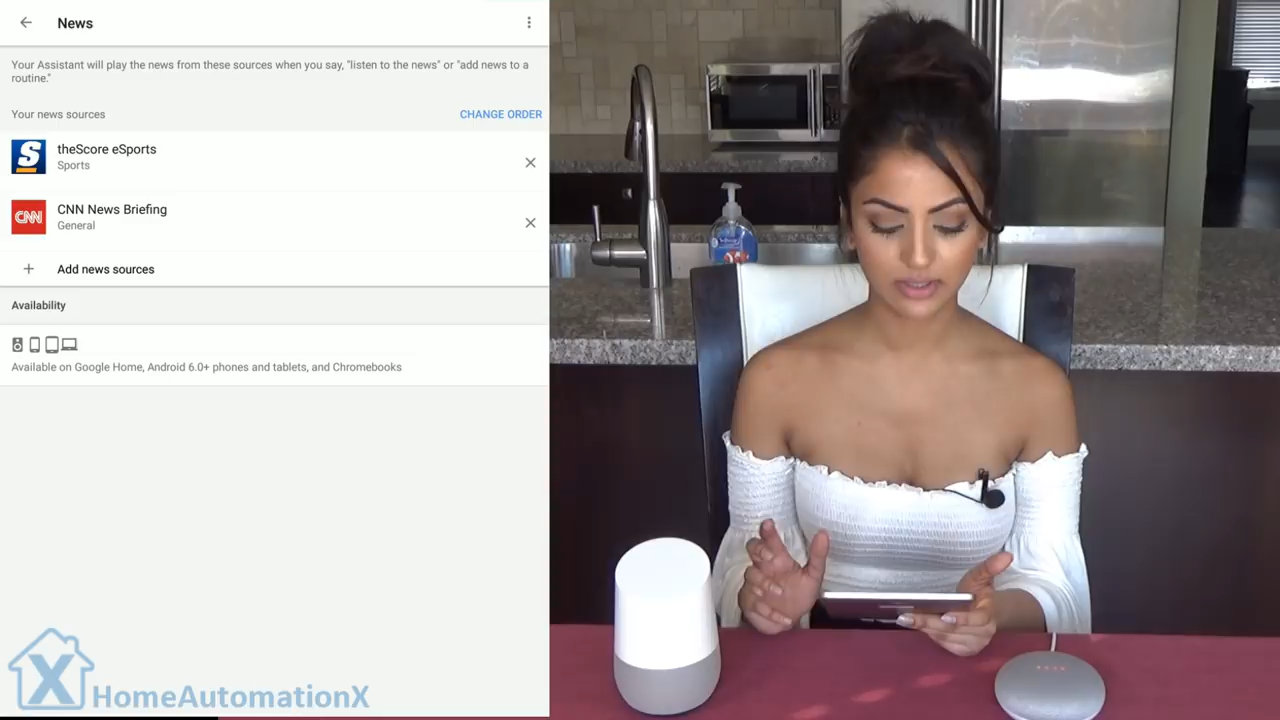 News
Your Assistant will play the news from these sources when you say, "listen to the news" or "add news to a
routine."
Your news sources
CHANGE ORDER
S
theScore eSports
Sports
CNN
CNN News Briefing
General
Add news sources
Availability
Available on Google Home, Android 6.0+ phones and tablets, and Chromebooks
X
HomeAutomationX